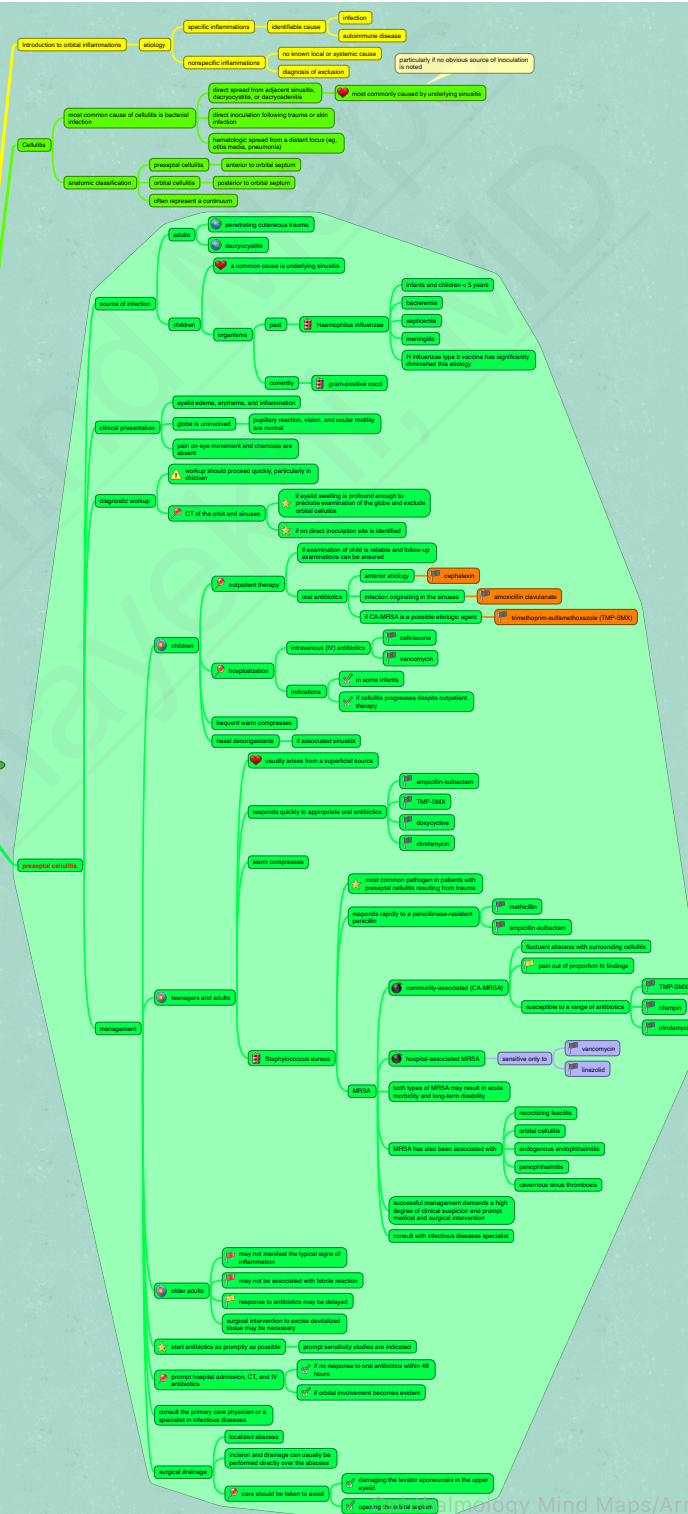 Introduction to orbital inflammations
etiology
specific inflammations
identifiable cause
infection
autoimmune disease
nonspecific inflammations
no known local or systemic cause
diagnosis of exclusion
Cellulitis
most common cause of cellulitis is bacterial
infection
direct spread from adjacent sinusitis,
dacryocystitis, or dacryoadenitis
most commonly caused by underlying sinusitis
particularly if no obvious source of inoculation
is noted
direct inoculation following trauma or skin
infection
hematologic spread from a distant focus (eg,
otitis media, pneumonia)
anatomic classification
preseptal cellulitis
anterior to orbital septum
orbital cellulitis
posterior to orbital septum
often represent a continuum
preseptal cellulitis
source of infection
adults
penetrating cutaneous trauma
dacryocystitis
children
a common cause is underlying sinusitis
organisms
past
Haemophilus influenzae
infants and children < 5 years
bacteremia
septicemia
meningitis
H influenzae type b vaccine has significantly
diminished this etiology
currently
gram-positive cocci
clinical presentation
eyelid edema, erythema, and inflammation
globe is uninvolved
pupillary reaction, vision, and ocular motility
are normal
pain on eye movement and chemosis are
absent
diagnostic workup
workup should proceed quickly, particularly in
children
CT of the orbit and sinuses
if eyelid swelling is profound enough to
preclude examination of the globe and exclude
orbital cellulitis
if no direct inoculation site is identified
management
children
outpatient therapy
if examination of child is reliable and follow-up
examinations can be ensured
oral antibiotics
anterior etiology
cephalexin
infection originating in the sinuses
amoxicillin clavulanate
if CA-MRSA is a possible etiologic agent
trimethoprim-sulfamethoxazole (TMP-SMX)
hospitalization
intravenous (IV) antibiotics
ceftriaxone
vancomycin
indications
in some infants
if cellulitis progresses despite outpatient
therapy
frequent warm compresses
nasal decongestants
if associated sinusitis
teenagers and adults
usually arises from a superficial source
responds quickly to appropriate oral antibiotics
ampicillin-sulbactam
TMP-SMX
doxycycline
clindamycin
warm compresses
Staphylococcus aureus
most common pathogen in patients with
preseptal cellulitis resulting from trauma
responds rapidly to a penicillinase-resistant
penicillin
methicillin
ampicillin-sulbactam
MRSA
community-associated (CA-MRSA)
fluctuant abscess with surrounding cellulitis
pain out of proportion to findings
susceptible to a range of antibiotics
TMP-SMX
rifampin
clindamyc
hospital-associated MRSA
sensitive only to
vancomycin
linezolid
both types of MRSA may result in acute
morbidity and long-term disability
MRSA has also been associated with
necrotizing fasciitis
orbital cellulitis
endogenous endophthalmitis
panophthalmitis
cavernous sinus thrombosis
successful management demands a high
degree of clinical suspicion and prompt
medical and surgical intervention
consult with infectious diseases specialist
older adults
may not manifest the typical signs of
inflammation
may not be associated with febrile reaction
response to antibiotics may be delayed
surgical intervention to excise devitalized
tissue may be necessary
start antibiotics as promptly as possible
prompt sensitivity studies are indicated
prompt hospital admission, CT, and IV
antibiotics
if no response to oral antibiotics within 48
hours
if orbital involvement becomes evident
consult the primary care physician or a
specialist in infectious diseases
surgical drainage
localized abscess
incision and drainage can usually be
performed directly over the abscess
care should be taken to avoid
damaging the levator aponeurosis in the upper
eyelid
opening the orbital septum
almology Mind Maps/Arm